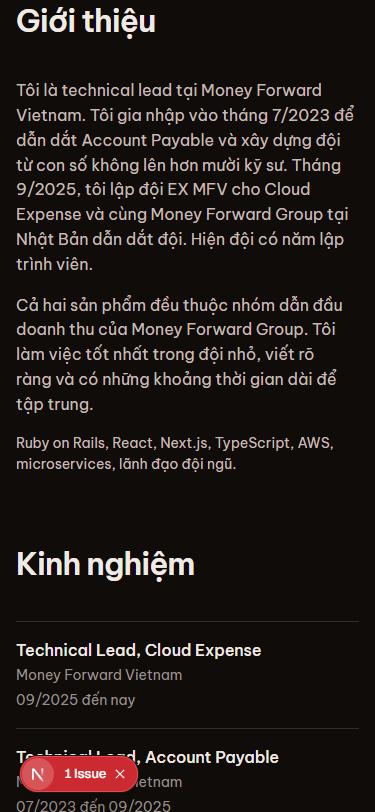 Giới thiệu
Tôi là technical lead tại Money Forward
Vietnam. Tôi gia nhập vào tháng 7/2023 để
dẫn dắt Account Payable và xây dựng đội
từ con số không lên hơn mười kỹ sư. Tháng
9/2025, tôi lập đội EX MFV cho Cloud
Expense và cùng Money Forward Group tại
Nhật Bản dẫn dắt đội. Hiện đội có năm lập
trình viên.
Cả hai sản phẩm đều thuộc nhóm dẫn đầu
doanh thu của Money Forward Group. Tôi
làm việc tốt nhất trong đội nhỏ, viết rõ
ràng và có những khoảng thời gian dài để
tập trung.
Ruby on Rails, React, Next.js, TypeScript, AWS,
microservices, lãnh đạo đội ngũ.
Kinh nghiệm
Technical Lead, Cloud Expense
Money Forward Vietnam
09/2025 đến nay
Technical Lead, Account Payable
N 1 Issue
07/2023 đến 09/2025